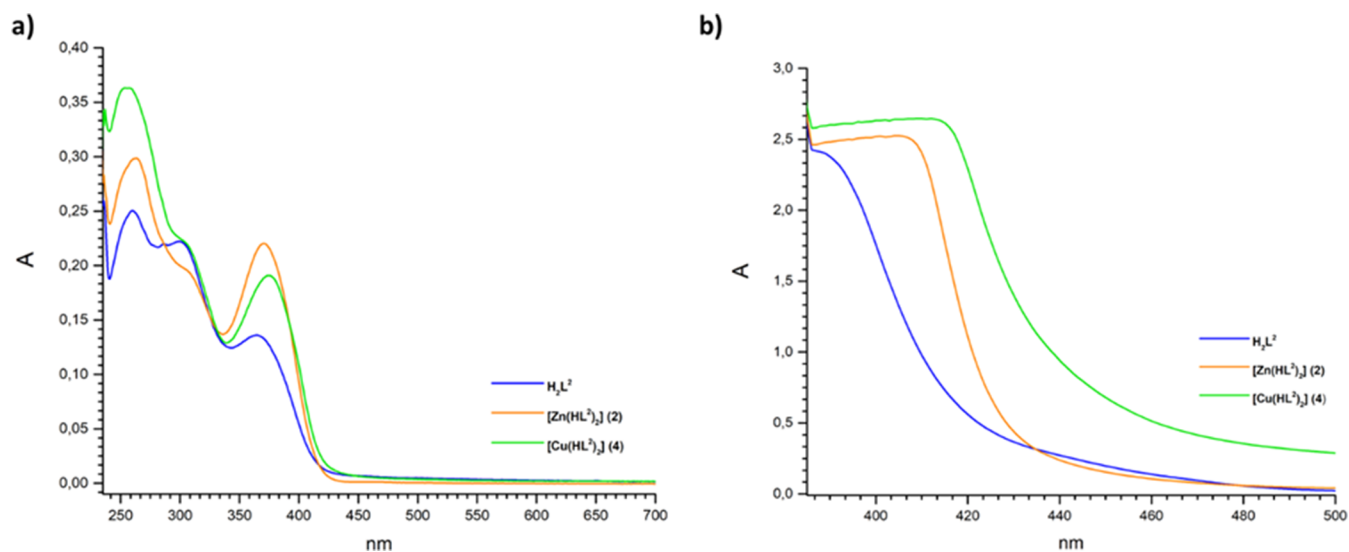 a)
0,40
0,35
0,30
0,25
0,20
0,15
0,10
0,05
0,00
A
250 300 350 400 450 500 550 600 650 700
nm
H₂L²
[Zn(HL²)₂] (2)
[Cu(HL²)₂] (4)
b)
3,0
2,5
2,0
1,5
1,0
0,5
0,0
A
400 420 440 460 480 500
nm
H₂L²
[Zn(HL²)₂] (2)
[Cu(HL²)₂] (4)